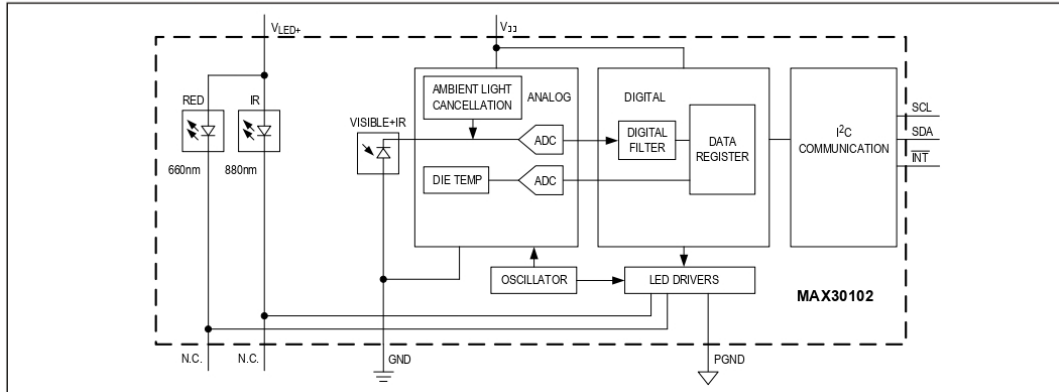 VLED+
VJJ
RED
IR
660nm
880nm
VISIBLE+IR
AMBIENT LIGHT
CANCELLATION
ANALOG
ADC
DIE TEMP
ADC
DIGITAL
DIGITAL
FILTER
DATA
REGISTER
I2C
COMMUNICATION
SCL
SDA
INT
OSCILLATOR
LED DRIVERS
MAX30102
N.C.
N.C.
GND
PGND